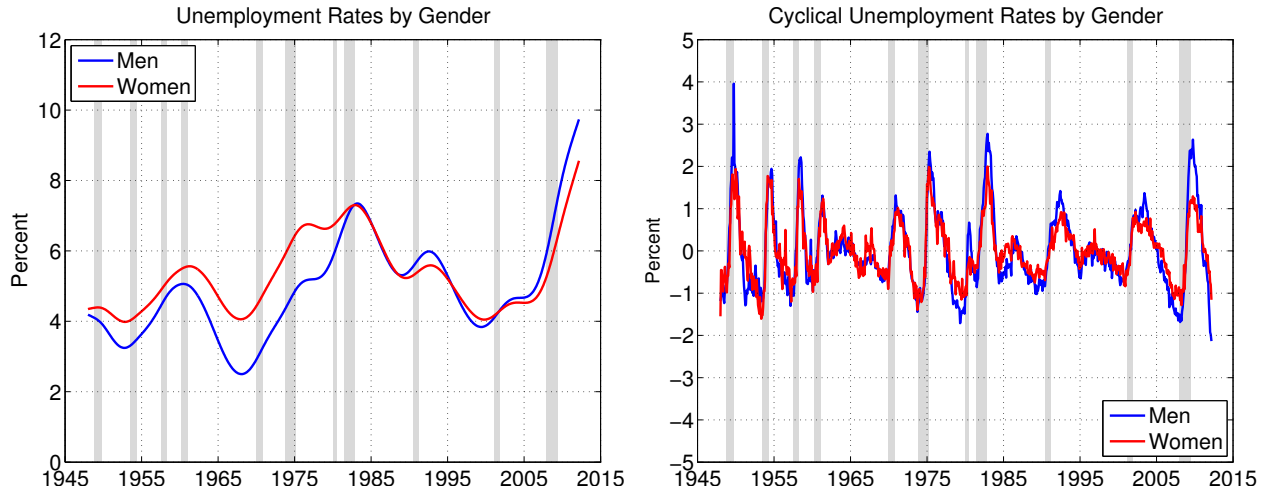 Unemployment Rates by Gender
12
10
8
6
4
2
0
Percent
Men
Women
1945 1955 1965 1975 1985 1995 2005 2015
Cyclical Unemployment Rates by Gender
5
4
3
2
1
0
−1
−2
−3
−4
−5
Percent
Men
Women
1945 1955 1965 1975 1985 1995 2005 2015